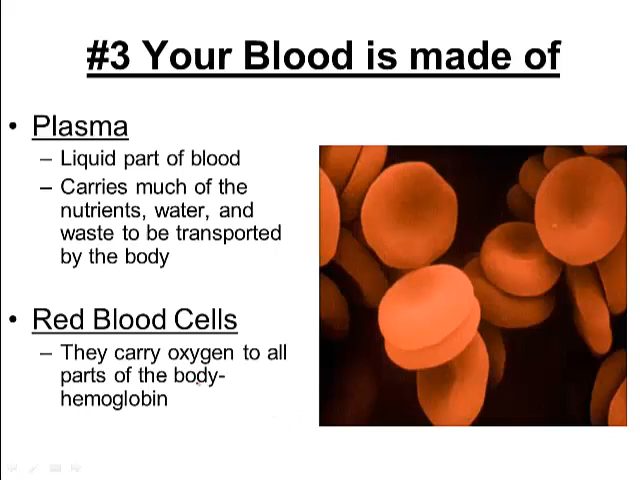 #3 Your Blood is made of
• Plasma
– Liquid part of blood
– Carries much of the
nutrients, water, and
waste to be transported
by the body
• Red Blood Cells
– They carry oxygen to all
parts of the body-
hemoglobin